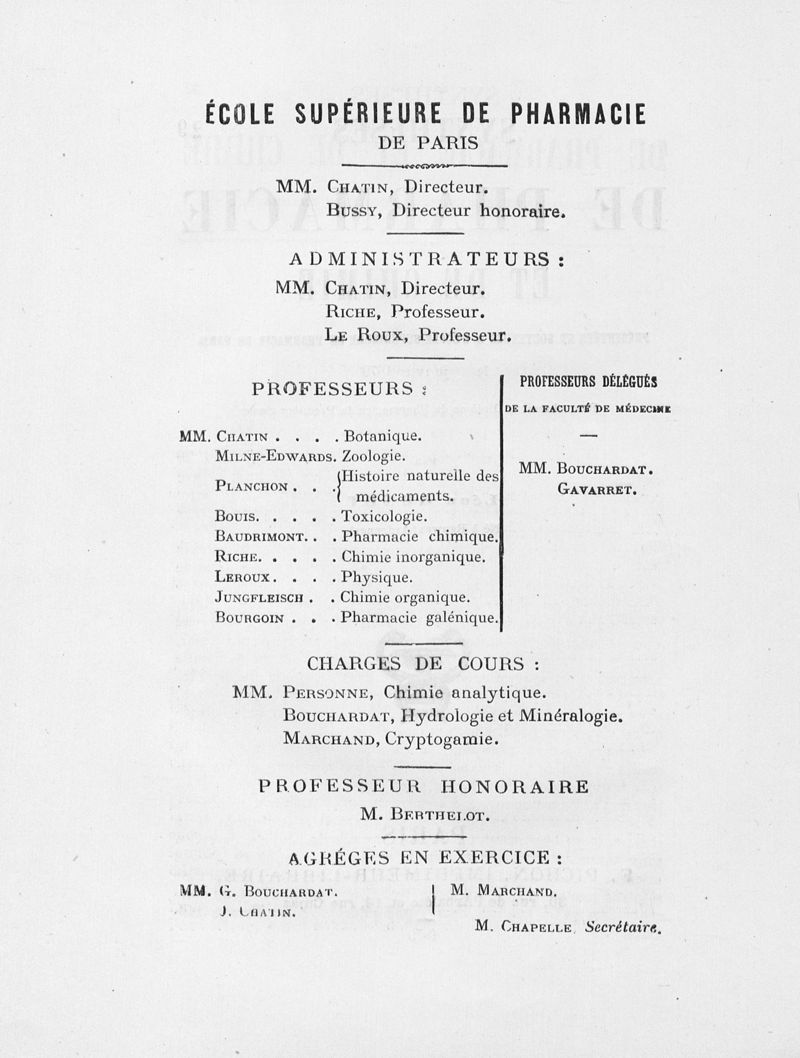 ÉCOLE SUPÉRIEURE DE PHARMACIE
DE PARIS
MM. CHATIN, Directeur.
BUSSY, Directeur honoraire.
ADMINISTRATEURS :
MM. CHATIN, Directeur.
RICHE, Professeur.
LE ROUX, Professeur.
PROFESSEURS :
MM. CHATIN . . . . Botanique.
MILNE-EDWARDS. Zoologie.
PLANCHON . . . Histoire naturelle des
médicaments.
BOUIS. . . . . Toxicologie.
BAUDRIMONT. . . Pharmacie chimique.
RICHE. . . . . Chimie inorganique.
LEROUX. . . . Physique.
JUNGFLEISCH . . Chimie organique.
BOURGOIN . . . Pharmacie galénique.
PROFESSEURS DÉLÉGUÉS
DE LA FACULTÉ DE MÉDECINE
—
MM. BOUCHARDAT.
GAVARRET.
CHARGES DE COURS :
MM. PERSONNE, Chimie analytique.
BOUCHARDAT, Hydrologie et Minéralogie.
MARCHAND, Cryptogamie.
PROFESSEUR HONORAIRE
M. BERTHELOT.
AGRÉGES EN EXERCICE :
MM. G. BOUCHARDAT.
J. CHATIN.
M. MARCHAND.
M. CHAPELLE, Secrétaire.